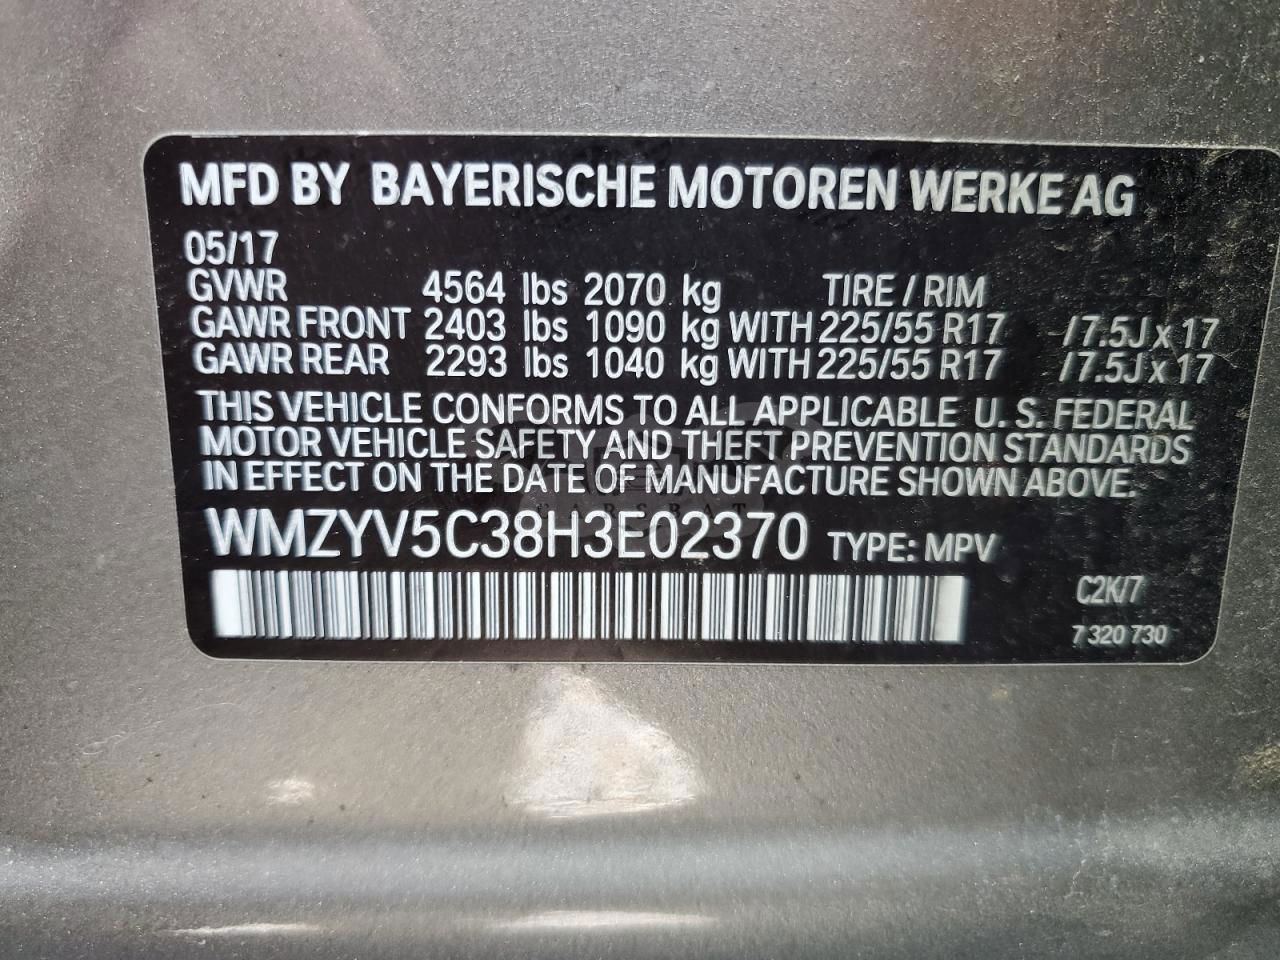 MFD BY BAYERISCHE MOTOREN WERKE AG
05/17
GVWR 4564 lbs 2070 kg TIRE / RIM
GAWR FRONT 2403 lbs 1090 kg WITH 225/55 R17 /7.5J x 17
GAWR REAR 2293 lbs 1040 kg WITH 225/55 R17 /7.5J x 17
THIS VEHICLE CONFORMS TO ALL APPLICABLE U. S. FEDERAL
MOTOR VEHICLE SAFETY AND THEFT PREVENTION STANDARDS
IN EFFECT ON THE DATE OF MANUFACTURE SHOWN ABOVE.
CARSBAT
WMZYV5C38H3E02370 TYPE: MPV
C2K/7
7 320 730